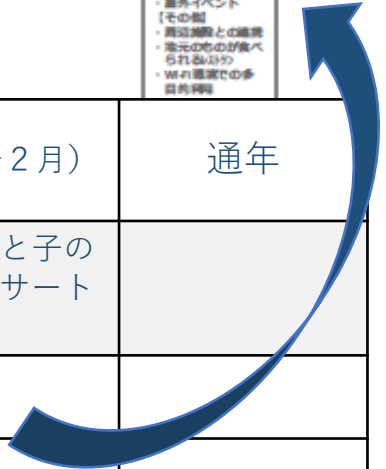 ・屋外イベント
【その他】
・周辺施設との連携
・地元のものが食べ
られるレストラン
・Wi-Fi環境での多
目的利用
２月）
通年
と子の
サート